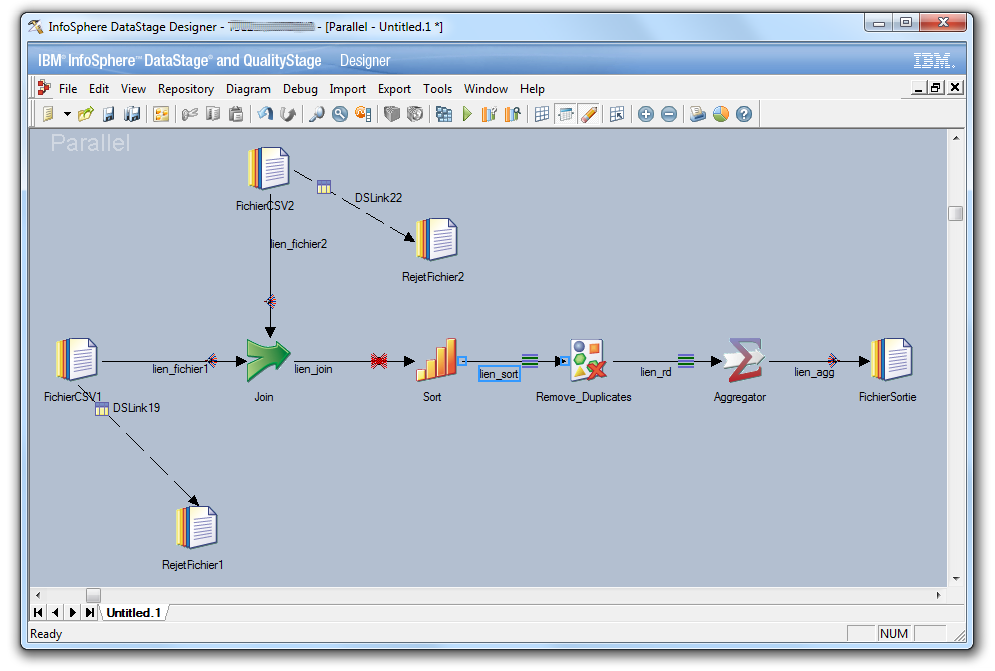 InfoSphere DataStage Designer - - [Parallel - Untitled.1 *]
IBM® InfoSphere™ DataStage® and QualityStage Designer
IBM.
File Edit View Repository Diagram Debug Import Export Tools Window Help
Parallel
FichierCSV2
DSLink22
lien_fichier2
RejetFichier2
lien_fichier1
lien_join
lien_sort
lien_rd
lien_agg
FichierCSV1
Join
Sort
Remove_Duplicates
Aggregator
FichierSortie
DSLink19
RejetFichier1
Untitled.1
Ready
NUM